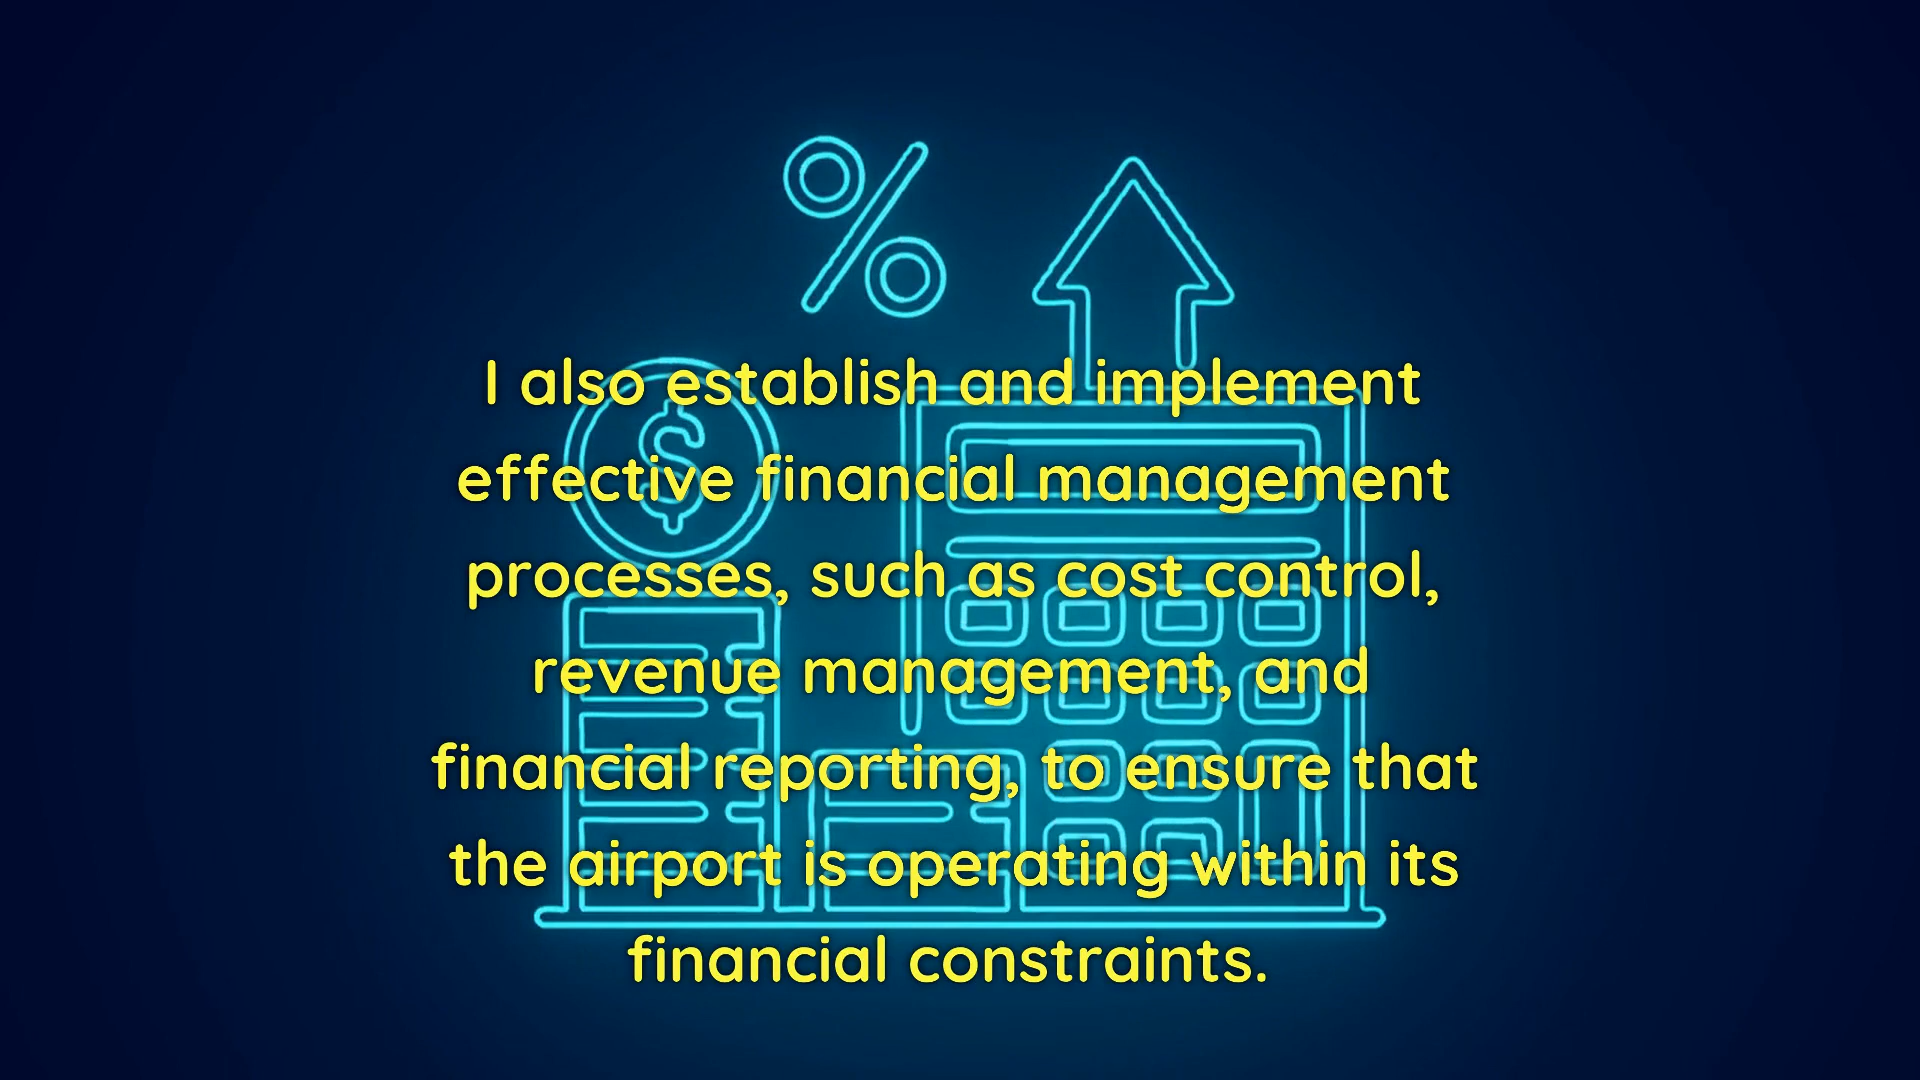 %
$
I also establish and implement
effective financial management
processes, such as cost control,
revenue management, and
financial reporting, to ensure that
the airport is operating within its
financial constraints.